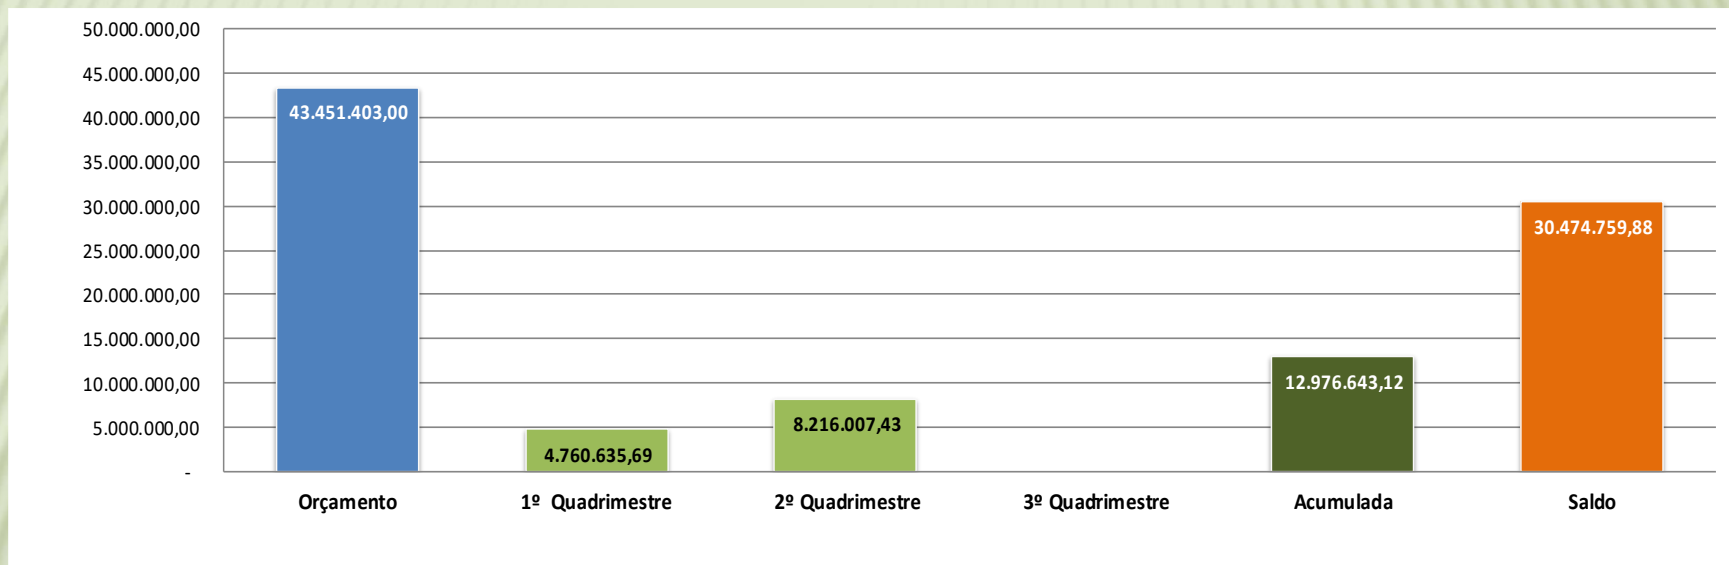 50.000.000,00
45.000.000,00
40.000.000,00
35.000.000,00
30.000.000,00
25.000.000,00
20.000.000,00
15.000.000,00
10.000.000,00
5.000.000,00
-
43.451.403,00
4.760.635,69
8.216.007,43
12.976.643,12
30.474.759,88
Orçamento
1º Quadrimestre
2º Quadrimestre
3º Quadrimestre
Acumulada
Saldo